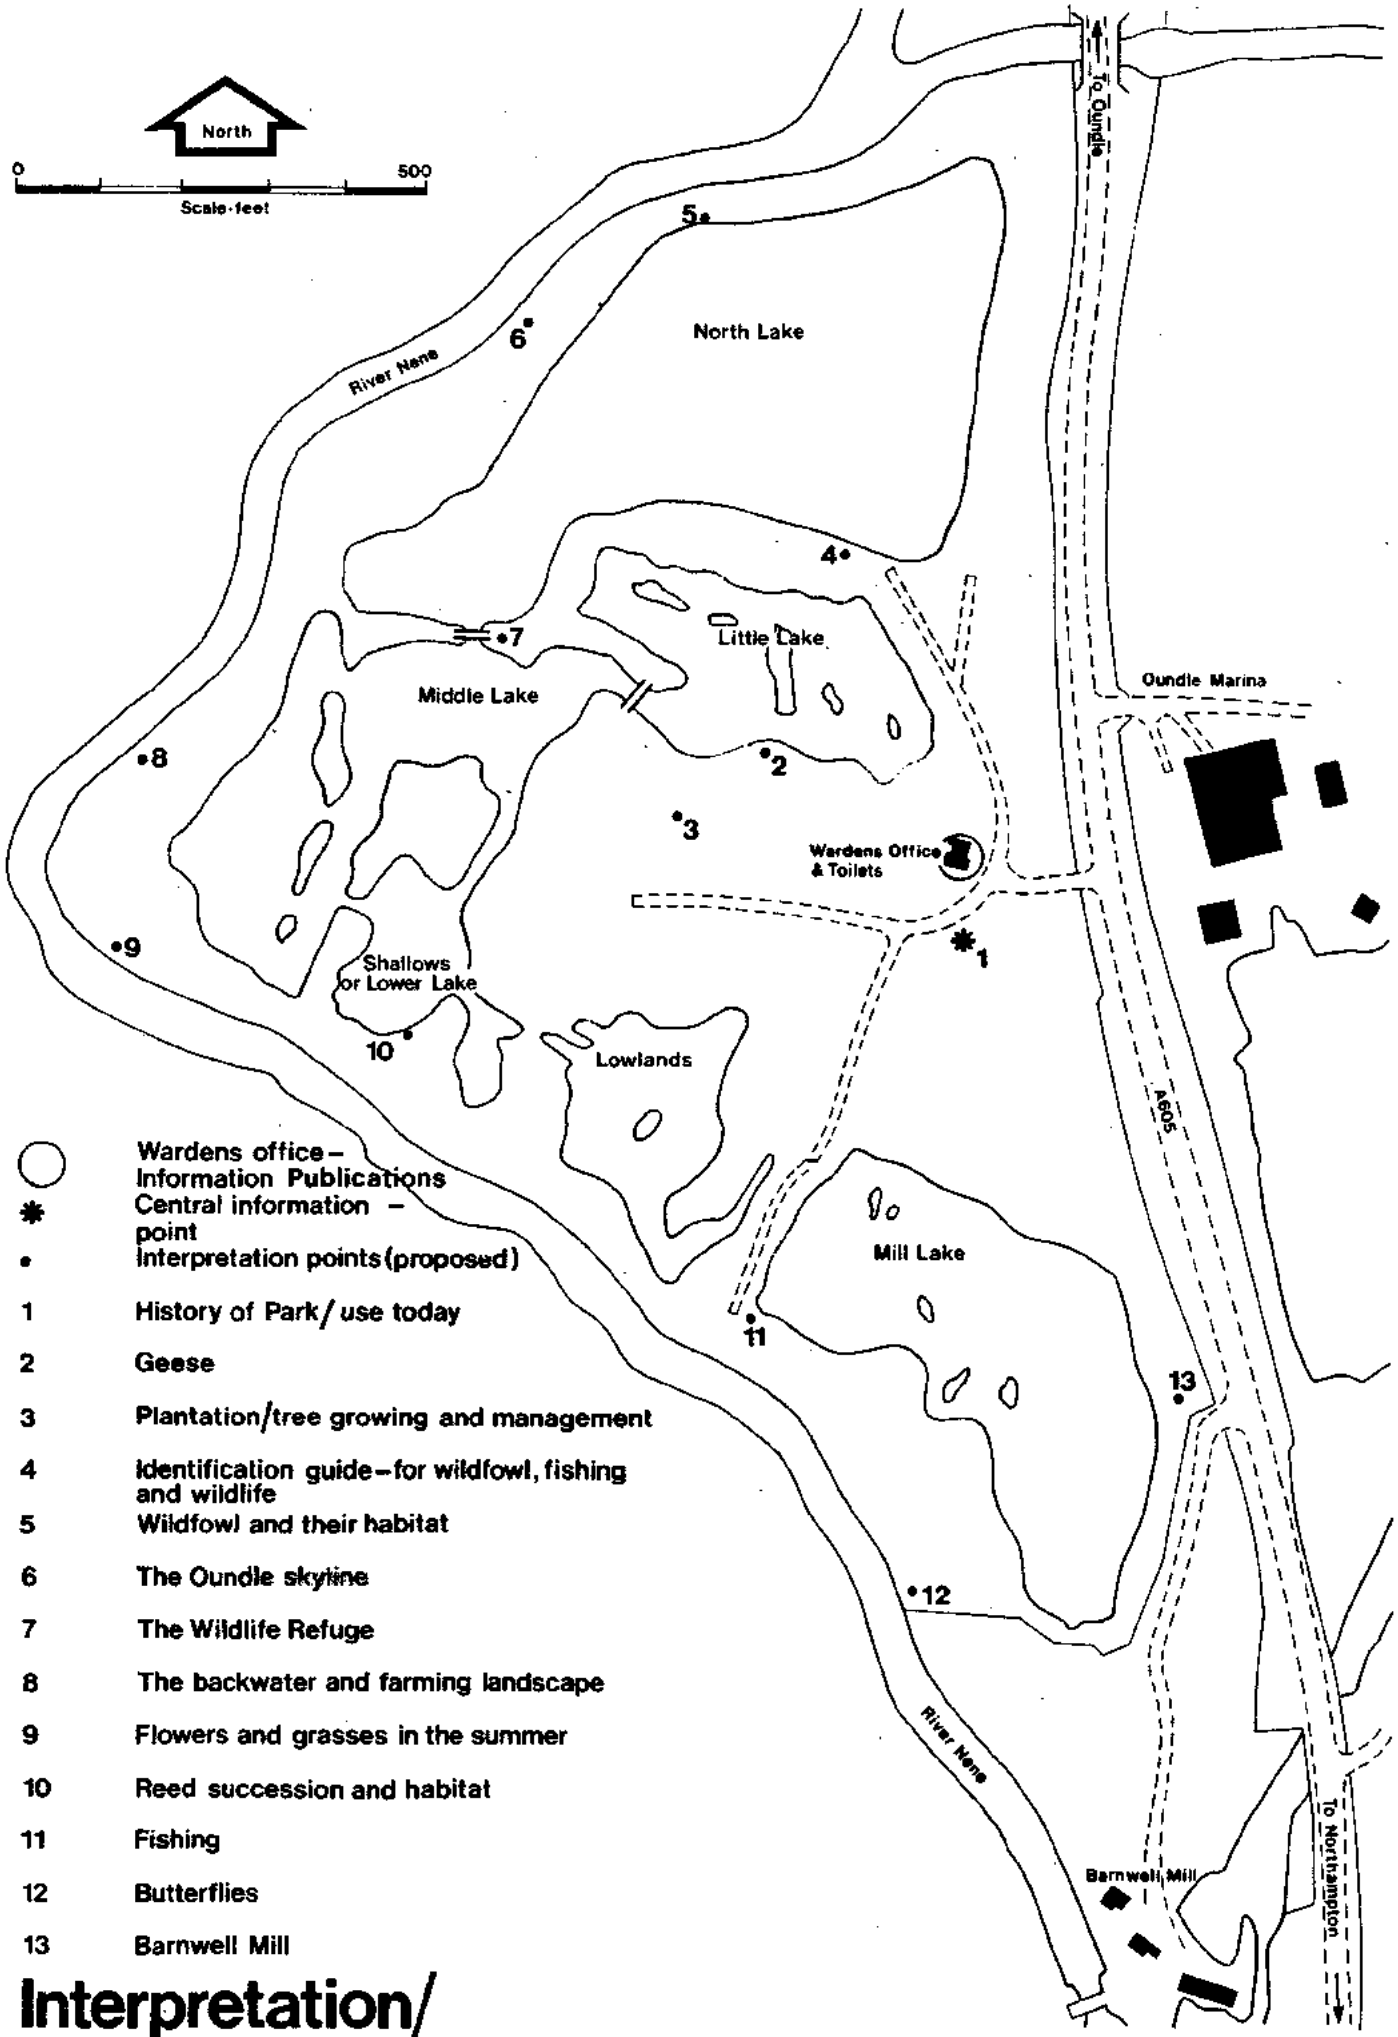 North
0 500
Scale-feet
To Oundle
5
North Lake
6
River Nene
4
7
Little Lake
Middle Lake
Oundle Marina
8
2
3
Wardens Office
& Toilets
9
1
Shallows
or Lower Lake
10
Lowlands
A605
Mill Lake
11
13
12
River Nene
Barnwell Mill
To Northampton
Wardens office –
Information Publications
Central information –
point
Interpretation points (proposed)
1 History of Park/use today
2 Geese
3 Plantation/tree growing and management
4 Identification guide–for wildfowl, fishing
and wildlife
5 Wildfowl and their habitat
6 The Oundle skyline
7 The Wildlife Refuge
8 The backwater and farming landscape
9 Flowers and grasses in the summer
10 Reed succession and habitat
11 Fishing
12 Butterflies
13 Barnwell Mill
Interpretation/